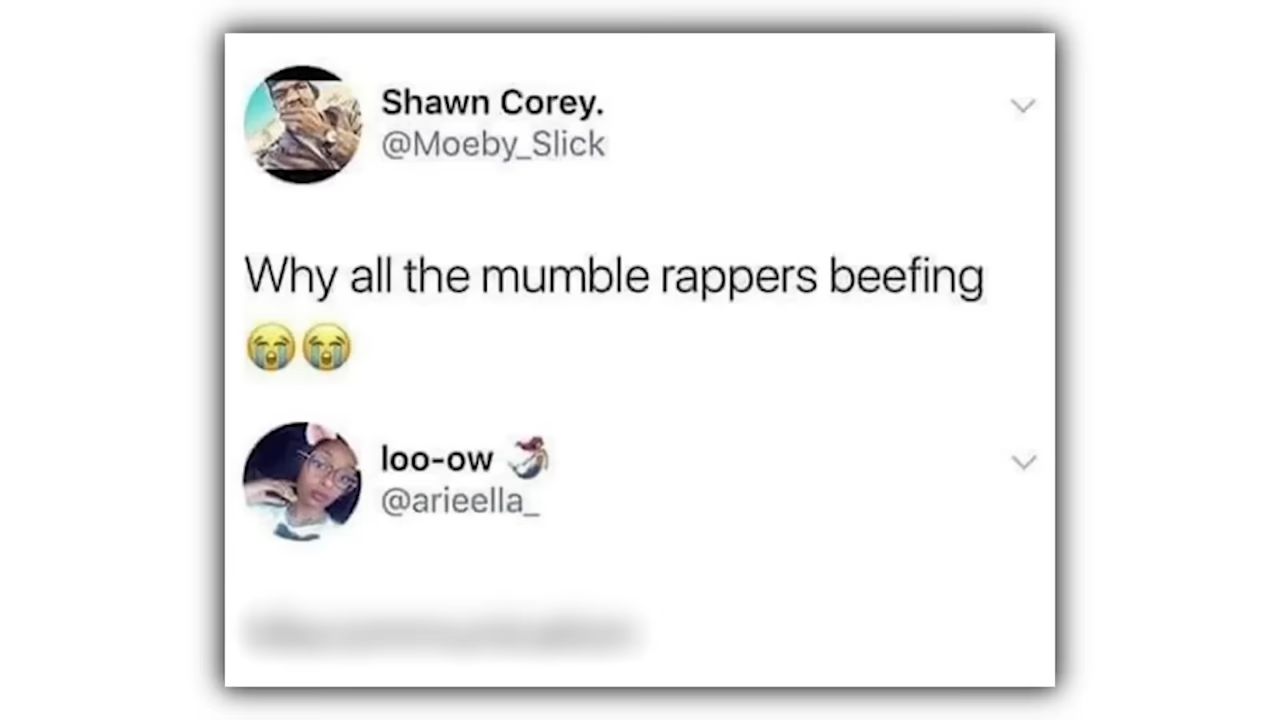 Shawn Corey.
@Moeby_Slick
Why all the mumble rappers beefing
😭😭
loo-ow 🧜‍♀️
@arieella_